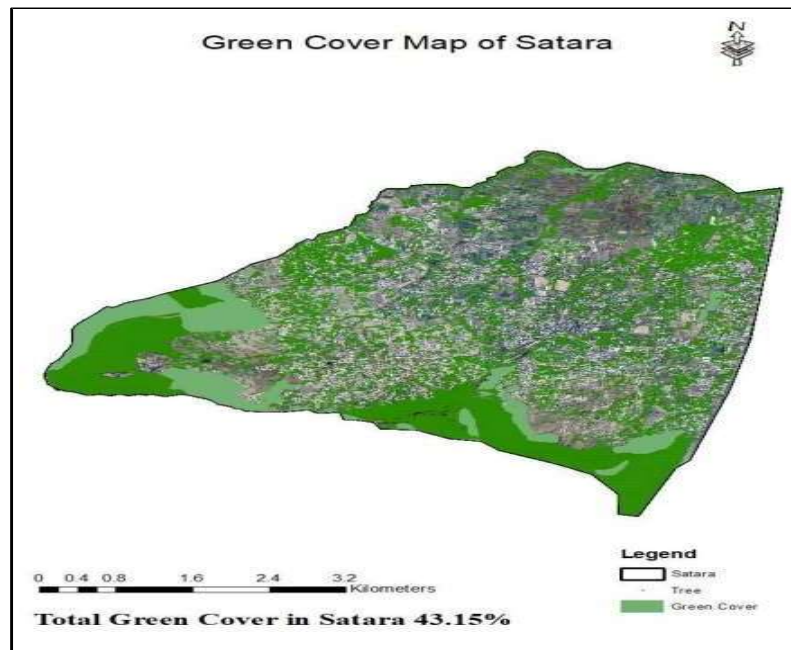 Green Cover Map of Satara
N
0 0.4 0.8 1.6 2.4 3.2
Kilometers
Total Green Cover in Satara 43.15%
Legend
Satara
Tree
Green Cover